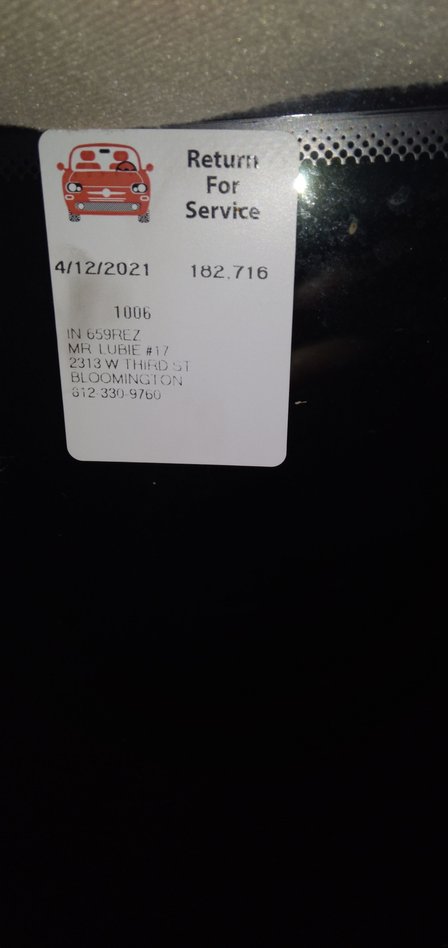 Return
For
Service
4/12/2021 182,716
1006
IN 659REZ
MR LUBIE #17
2313 W THIRD ST
BLOOMINGTON
812-330-9760